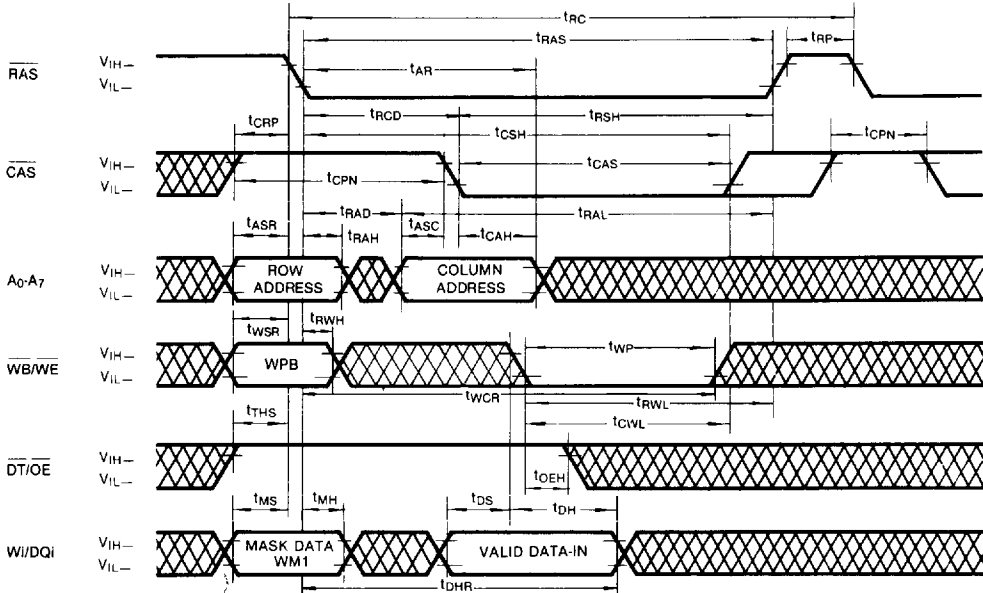 tRC
tRAS
tRP
RAS
VIH
VIL
tAR
tRCD
tRSH
tCRP
tCSH
tCPN
CAS
VIH
VIL
tCAS
tCPN
tRAD
tRAL
tASR
tRAH
tASC
tCAH
A0-A7
VIH
VIL
ROW
ADDRESS
COLUMN
ADDRESS
tWSR
tRWH
WB/WE
VIH
VIL
WPB
tWP
tWCR
tRWL
tTHS
tCWL
DT/OE
VIH
VIL
tOEH
tMS
tMH
tDS
tDH
Wi/DQi
VIH
VIL
MASK DATA
WM1
VALID DATA-IN
tDHR